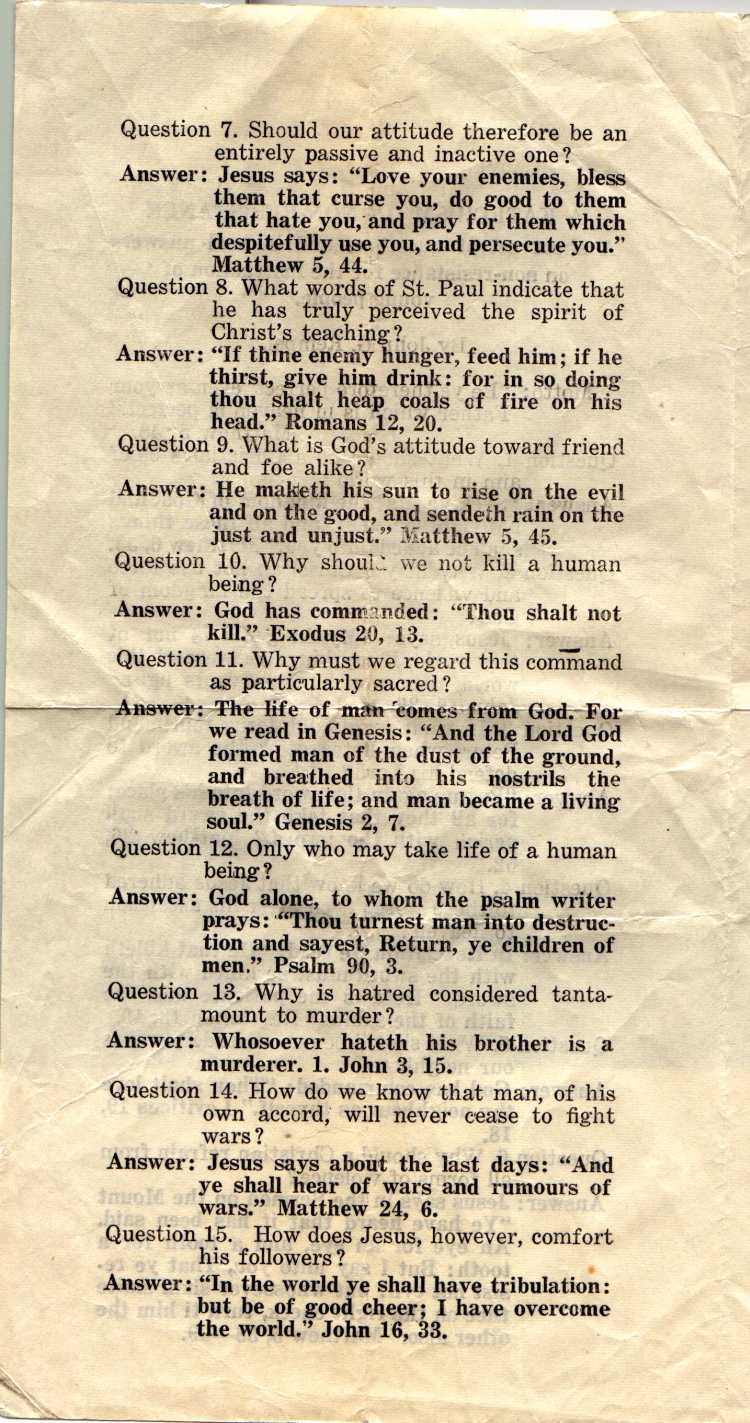 Question 7. Should our attitude therefore be an
entirely passive and inactive one?
Answer: Jesus says: “Love your enemies, bless
them that curse you, do good to them
that hate you, and pray for them which
despitefully use you, and persecute you.”
Matthew 5, 44.
Question 8. What words of St. Paul indicate that
he has truly perceived the spirit of
Christ’s teaching?
Answer: “If thine enemy hunger, feed him; if he
thirst, give him drink: for in so doing
thou shalt heap coals of fire on his
head.” Romans 12, 20.
Question 9. What is God’s attitude toward friend
and foe alike?
Answer: He maketh his sun to rise on the evil
and on the good, and sendeth rain on the
just and unjust.” Matthew 5, 45.
Question 10. Why should we not kill a human
being?
Answer: God has commanded: “Thou shalt not
kill.” Exodus 20, 13.
Question 11. Why must we regard this command
as particularly sacred?
Answer: The life of man comes from God. For
we read in Genesis: “And the Lord God
formed man of the dust of the ground,
and breathed into his nostrils the
breath of life; and man became a living
soul.” Genesis 2, 7.
Question 12. Only who may take life of a human
being?
Answer: God alone, to whom the psalm writer
prays: “Thou turnest man into destruc-
tion and sayest, Return, ye children of
men.” Psalm 90, 3.
Question 13. Why is hatred considered tanta-
mount to murder?
Answer: Whosoever hateth his brother is a
murderer. 1. John 3, 15.
Question 14. How do we know that man, of his
own accord, will never cease to fight
wars?
Answer: Jesus says about the last days: “And
ye shall hear of wars and rumours of
wars.” Matthew 24, 6.
Question 15. How does Jesus, however, comfort
his followers?
Answer: “In the world ye shall have tribulation:
but be of good cheer; I have overcome
the world.” John 16, 33.